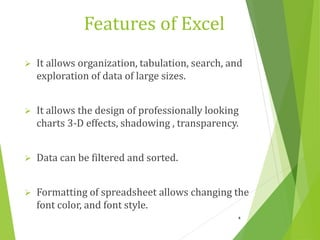 Features of Excel
➢ It allows organization, tabulation, search, and
exploration of data of large sizes.
➢ It allows the design of professionally looking
charts 3-D effects, shadowing , transparency.
➢ Data can be filtered and sorted.
➢ Formatting of spreadsheet allows changing the
font color, and font style.